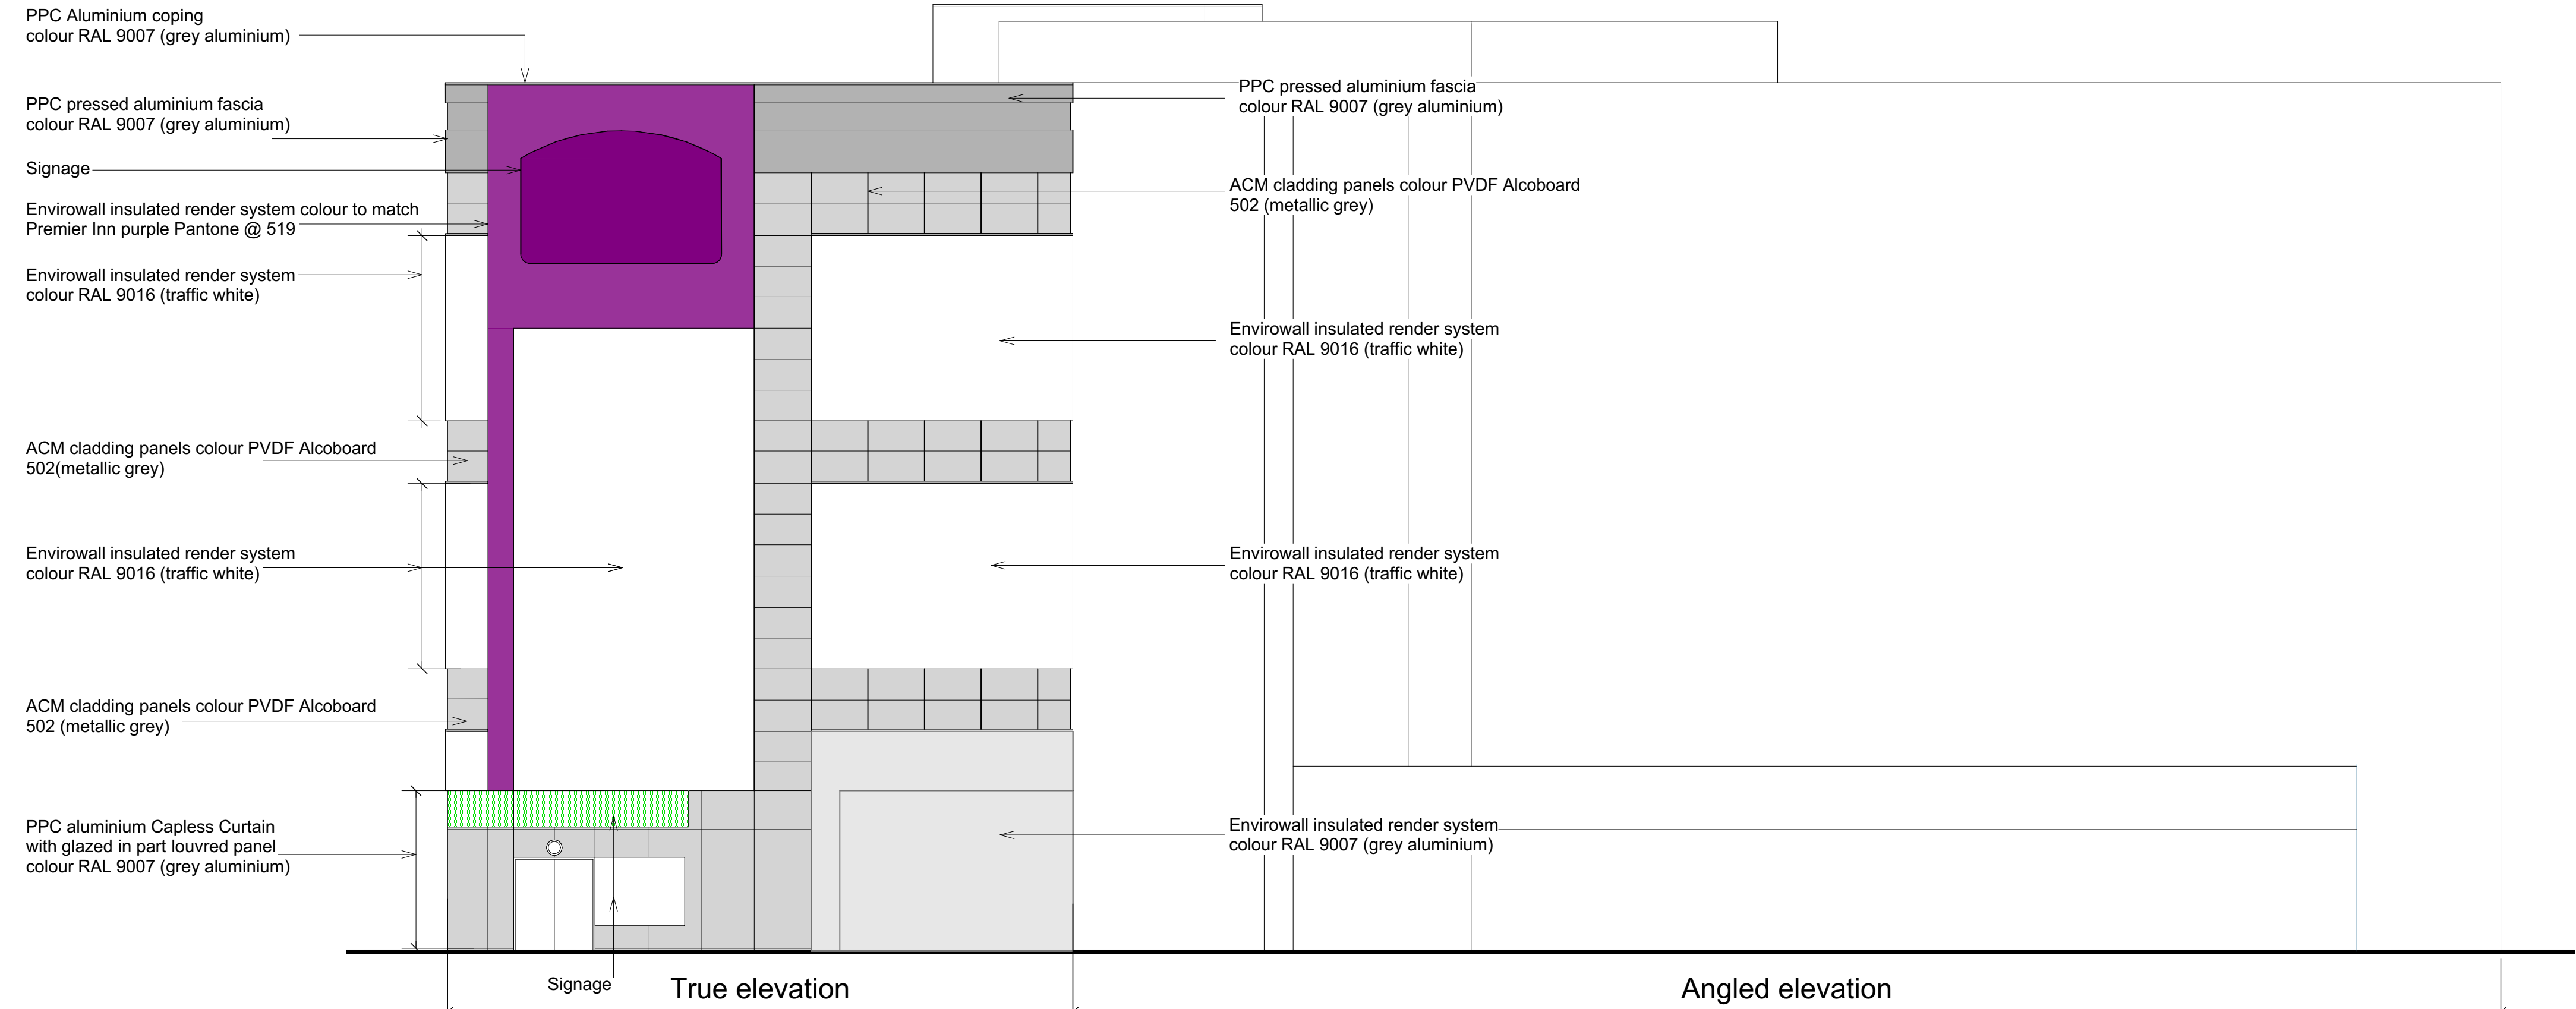 PPC Aluminium coping
colour RAL 9007 (grey aluminium)
PPC pressed aluminium fascia
colour RAL 9007 (grey aluminium)
Signage
Envirowall insulated render system colour to match
Premier Inn purple Pantone @ 519
Envirowall insulated render system
colour RAL 9016 (traffic white)
ACM cladding panels colour PVDF Alcoboard
502(metallic grey)
Envirowall insulated render system
colour RAL 9016 (traffic white)
ACM cladding panels colour PVDF Alcoboard
502 (metallic grey)
PPC aluminium Capless Curtain
with glazed in part louvred panel
colour RAL 9007 (grey aluminium)
PPC pressed aluminium fascia
colour RAL 9007 (grey aluminium)
ACM cladding panels colour PVDF Alcoboard
502 (metallic grey)
Envirowall insulated render system
colour RAL 9016 (traffic white)
Envirowall insulated render system
colour RAL 9016 (traffic white)
Envirowall insulated render system
colour RAL 9007 (grey aluminium)
Signage
True elevation
Angled elevation